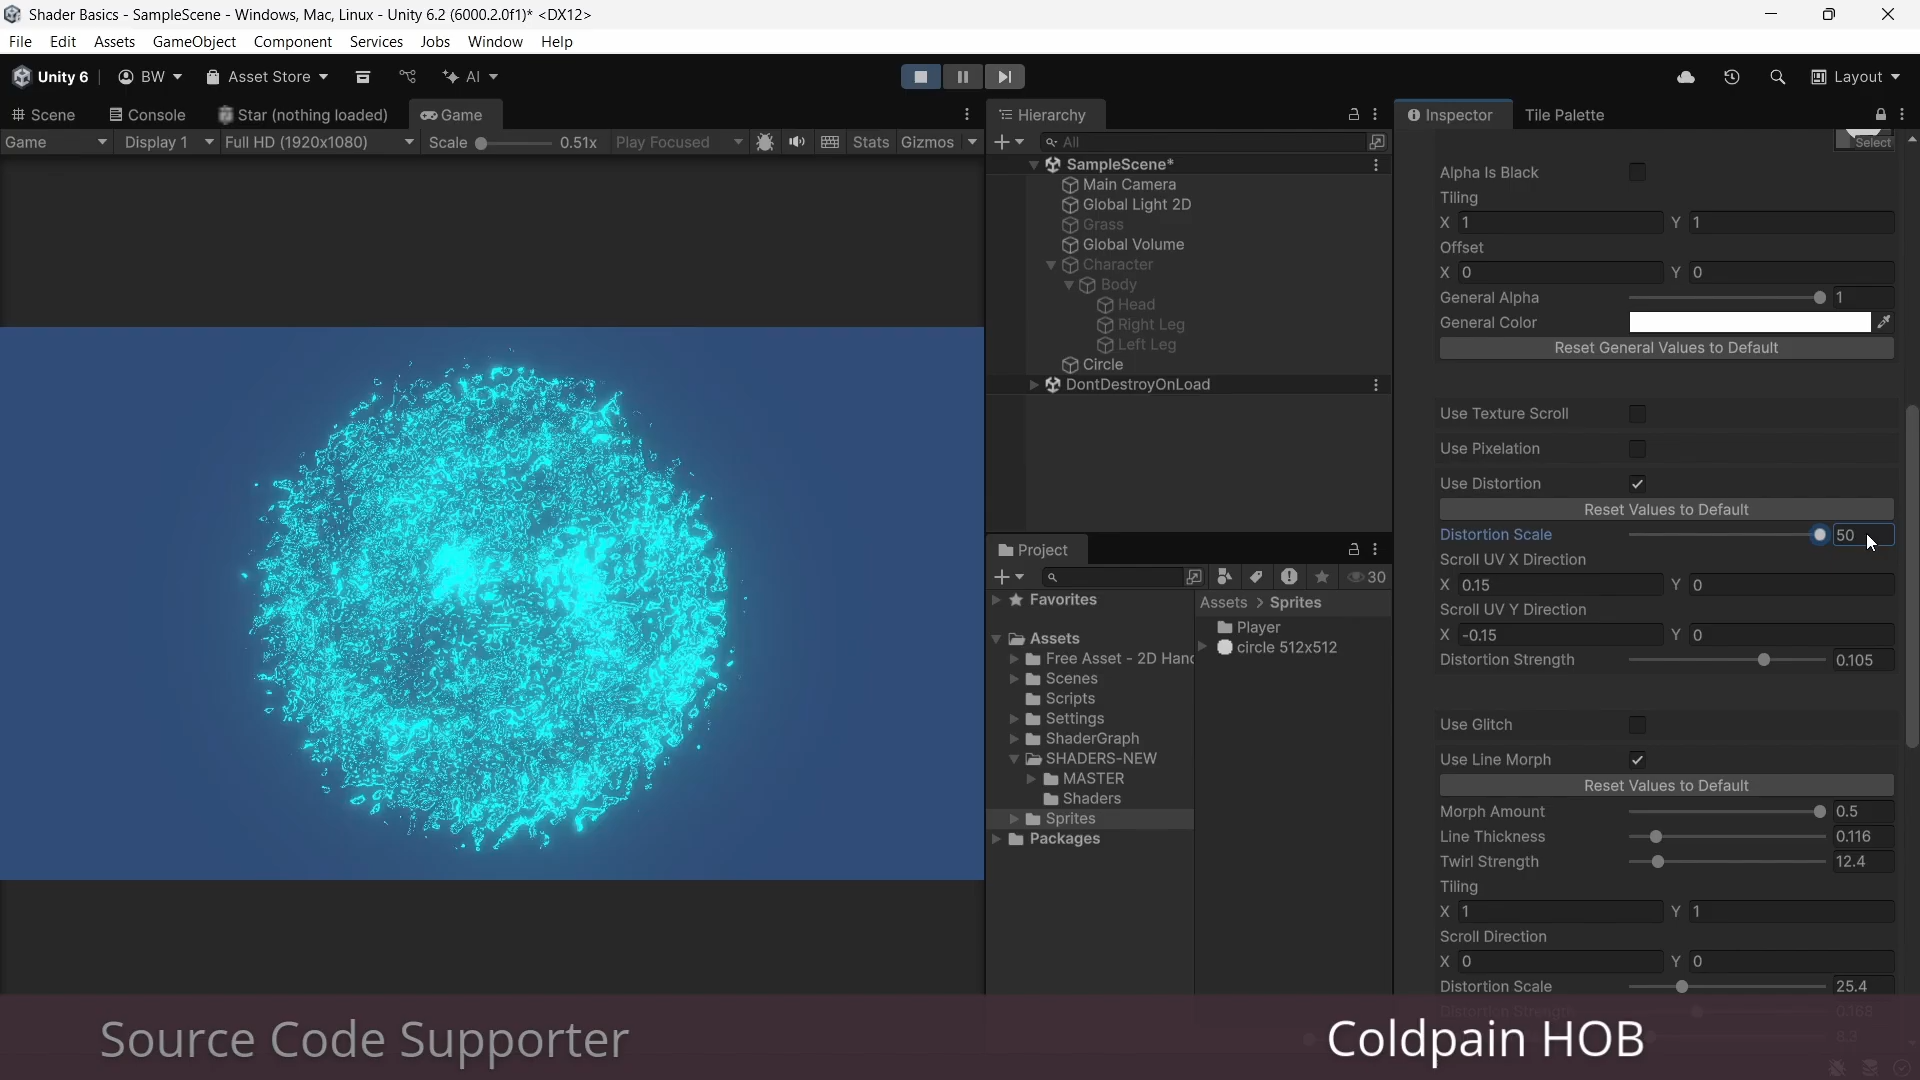 Shader Basics - SampleScene - Windows, Mac, Linux - Unity 6.2 (6000.2.0f1)* <DX12>
File Edit Assets GameObject Component Services Jobs Window Help
Unity 6 BW Asset Store AI Layout
Scene Console Star (nothing loaded) Game
Game Display 1 Full HD (1920x1080) Scale 0.51x Play Focused Stats Gizmos
Hierarchy
All
SampleScene*
Main Camera
Global Light 2D
Grass
Global Volume
Character
Body
Head
Right Leg
Left Leg
Circle
DontDestroyOnLoad
Project
30
Favorites
Assets
Free Asset - 2D Hand
Scenes
Scripts
Settings
ShaderGraph
SHADERS-NEW
MASTER
Shaders
Sprites
Packages
Assets > Sprites
Player
circle 512x512
Inspector Tile Palette
Select
Alpha Is Black
Tiling
X 1 Y 1
Offset
X 0 Y 0
General Alpha 1
General Color
Reset General Values to Default
Use Texture Scroll
Use Pixelation
Use Distortion
Reset Values to Default
Distortion Scale 50
Scroll UV X Direction
X 0.15 Y 0
Scroll UV Y Direction
X -0.15 Y 0
Distortion Strength 0.105
Use Glitch
Use Line Morph
Reset Values to Default
Morph Amount 0.5
Line Thickness 0.116
Twirl Strength 12.4
Tiling
X 1 Y 1
Scroll Direction
X 0 Y 0
Distortion Scale 25.4
Distortion Strength 0.168
8.3
Source Code Supporter Coldpain HOB